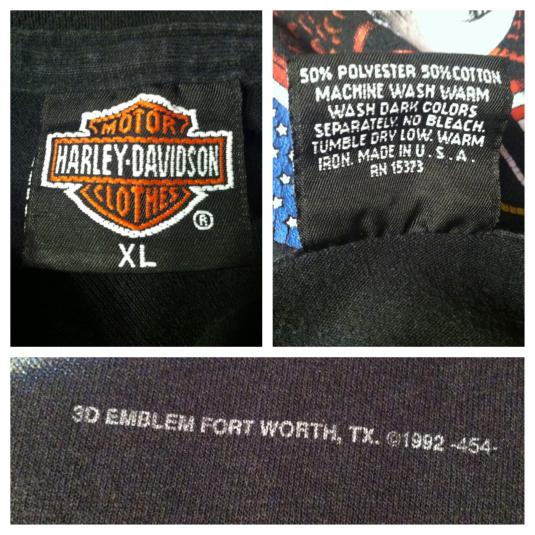 MOTOR
HARLEY-DAVIDSON
CLOTHES
®
XL
50% POLYESTER 50% COTTON
MACHINE WASH WARM
WASH DARK COLORS
SEPARATELY. NO BLEACH.
TUMBLE DRY LOW. WARM
IRON. MADE IN U.S.A.
RN 15373
3D EMBLEM FORT WORTH, TX. ©1992 -454-